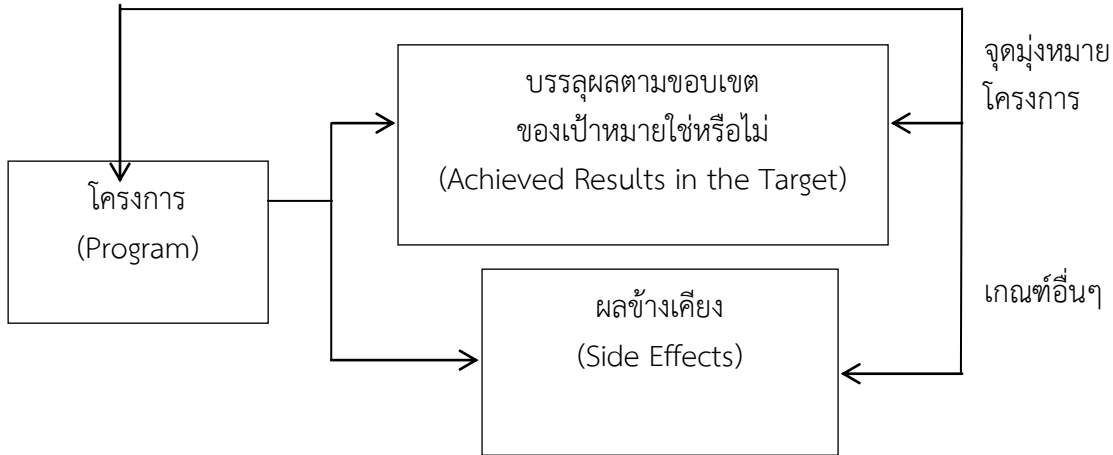 จุดมุ่งหมาย
โครงการ
บรรลุผลตามขอบเขต
ของเป้าหมายใช่หรือไม่
(Achieved Results in the Target)
โครงการ
(Program)
ผลข้างเคียง
(Side Effects)
เกณฑ์อื่นๆ